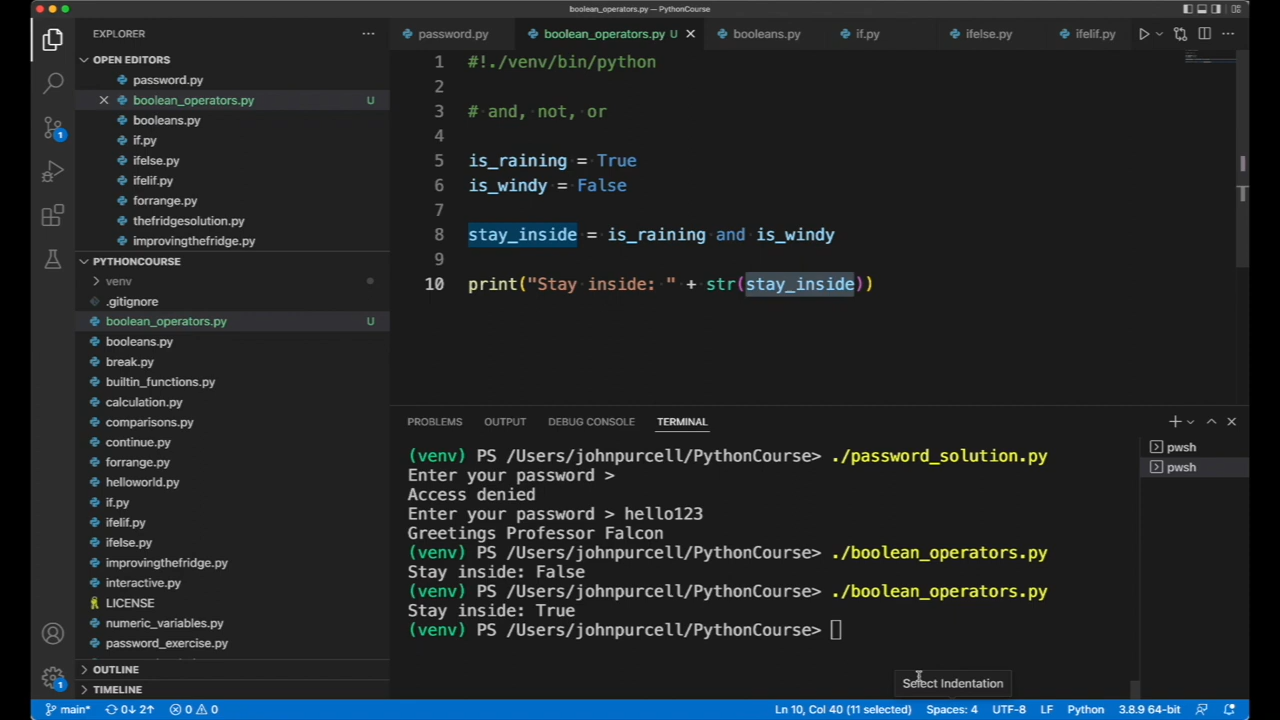 boolean_operators.py — PythonCourse
EXPLORER
OPEN EDITORS
password.py
boolean_operators.py U
booleans.py
if.py
ifelse.py
ifelif.py
forrange.py
thefridgesolution.py
improvingthefridge.py
PYTHONCOURSE
venv
.gitignore
boolean_operators.py U
booleans.py
break.py
builtin_functions.py
calculation.py
comparisons.py
continue.py
forrange.py
helloworld.py
if.py
ifelif.py
ifelse.py
improvingthefridge.py
interactive.py
LICENSE
numeric_variables.py
password_exercise.py
OUTLINE
TIMELINE
1
1
password.py boolean_operators.py U booleans.py if.py ifelse.py ifelif.py
1 #!./venv/bin/python
2
3 # and, not, or
4
5 is_raining = True
6 is_windy = False
7
8 stay_inside = is_raining and is_windy
9
10 print("Stay inside: " + str(stay_inside))
PROBLEMS OUTPUT DEBUG CONSOLE TERMINAL
(venv) PS /Users/johnpurcell/PythonCourse> ./password_solution.py
Enter your password >
Access denied
Enter your password > hello123
Greetings Professor Falcon
(venv) PS /Users/johnpurcell/PythonCourse> ./boolean_operators.py
Stay inside: False
(venv) PS /Users/johnpurcell/PythonCourse> ./boolean_operators.py
Stay inside: True
(venv) PS /Users/johnpurcell/PythonCourse>
pwsh
pwsh
Select Indentation
main* 0↓ 2↑ 0 0 Ln 10, Col 40 (11 selected) Spaces: 4 UTF-8 LF Python 3.8.9 64-bit